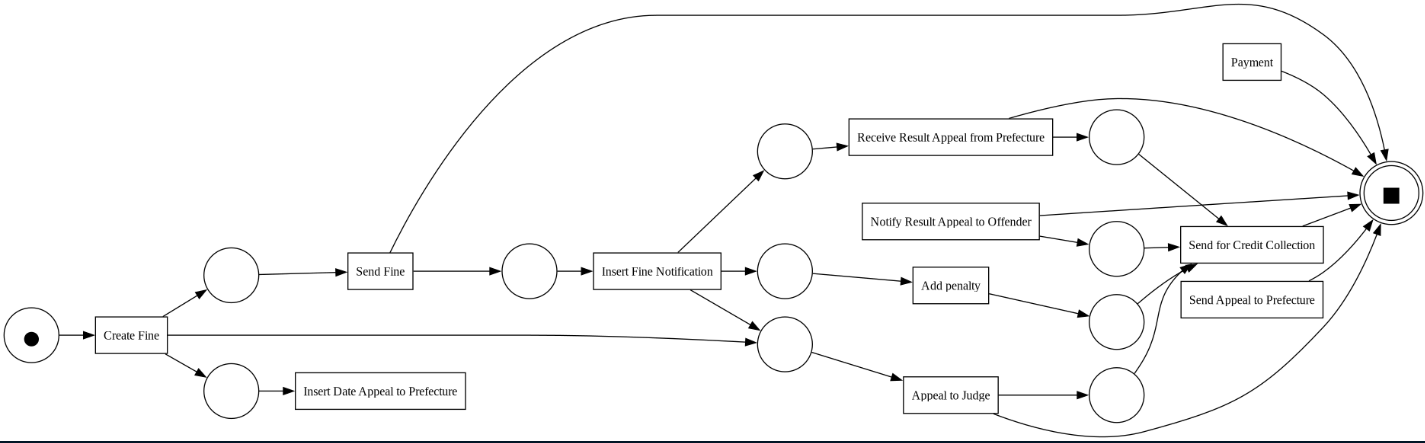 Payment
Receive Result Appeal from Prefecture
Notify Result Appeal to Offender
Send for Credit Collection
Send Fine
Insert Fine Notification
Add penalty
Send Appeal to Prefecture
Create Fine
Insert Date Appeal to Prefecture
Appeal to Judge